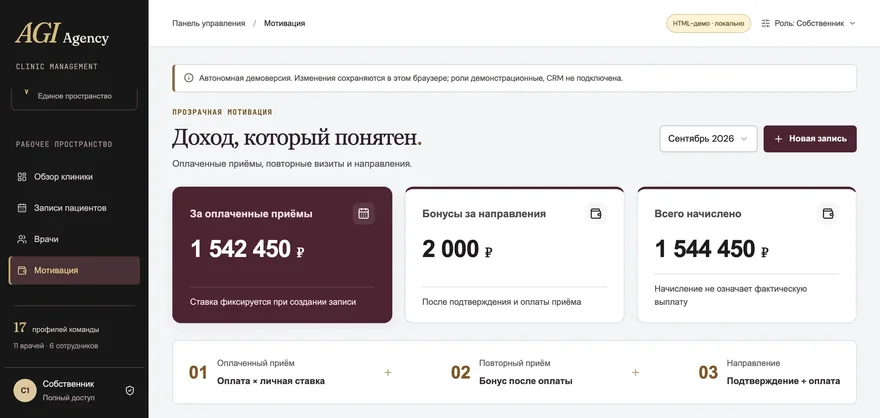 AGI Agency
CLINIC MANAGEMENT
Единое пространство
РАБОЧЕЕ ПРОСТРАНСТВО
Обзор клиники
Записи пациентов
Врачи
Мотивация
17 профилей команды
11 врачей · 6 сотрудников
С1
Собственник
Полный доступ
Панель управления / Мотивация
HTML-демо · локально
Роль: Собственник
Автономная демоверсия. Изменения сохраняются в этом браузере; роли демонстрационные, CRM не подключена.
ПРОЗРАЧНАЯ МОТИВАЦИЯ
Доход, который понятен.
Оплаченные приёмы, повторные визиты и направления.
Сентябрь 2026
+ Новая запись
За оплаченные приёмы
1 542 450 ₽
Ставка фиксируется при создании записи
Бонусы за направления
2 000 ₽
После подтверждения и оплаты приёма
Всего начислено
1 544 450 ₽
Начисление не означает фактическую
выплату
01
Оплаченный приём
Оплата × личная ставка
+
02
Повторный приём
Бонус после оплаты
+
03
Направление
Подтверждение + оплата